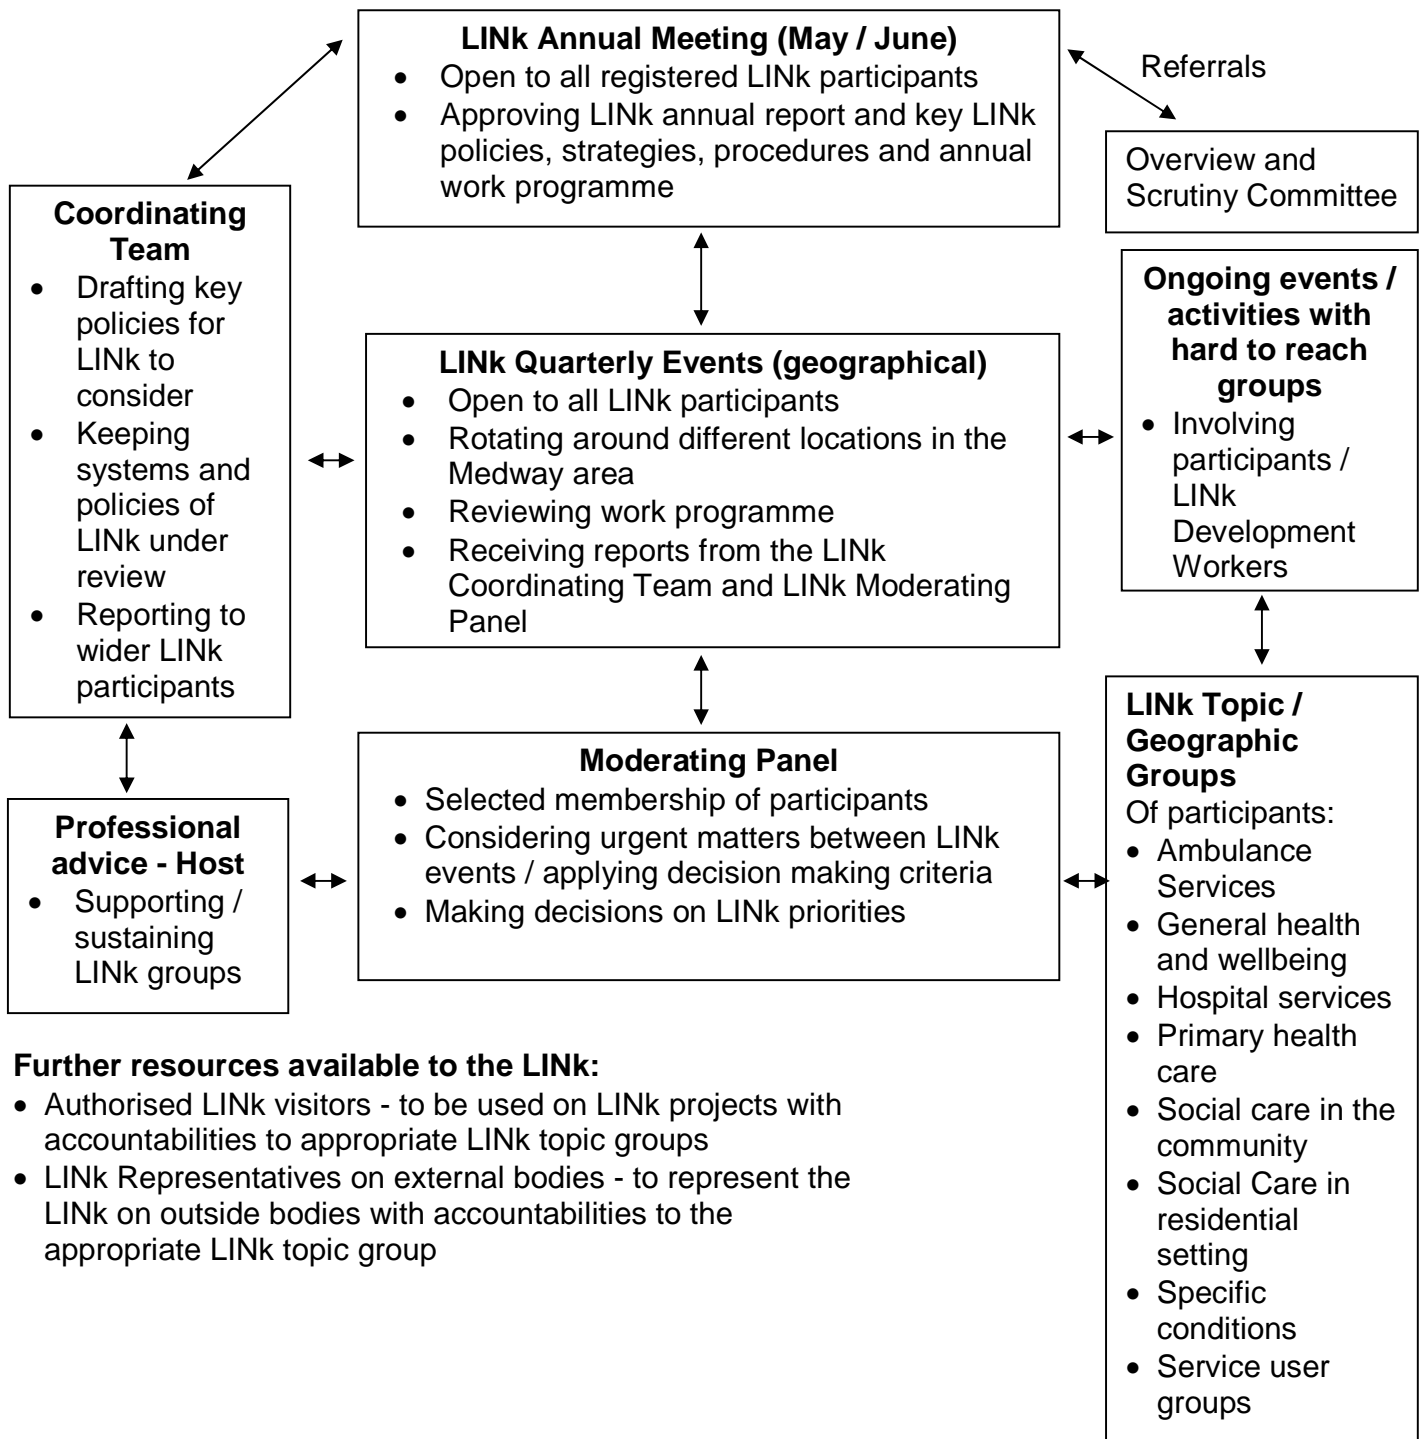 LINk Annual Meeting (May / June)
• Open to all registered LINk participants
• Approving LINk annual report and key LINk
policies, strategies, procedures and annual
work programme
Referrals
Overview and
Scrutiny Committee
Coordinating
Team
• Drafting key
policies for
LINk to
consider
• Keeping
systems and
policies of
LINk under
review
• Reporting to
wider LINk
participants
LINk Quarterly Events (geographical)
• Open to all LINk participants
• Rotating around different locations in the
Medway area
• Reviewing work programme
• Receiving reports from the LINk
Coordinating Team and LINk Moderating
Panel
Ongoing events /
activities with
hard to reach
groups
• Involving
participants /
LINk
Development
Workers
Professional
advice - Host
• Supporting /
sustaining
LINk groups
Moderating Panel
• Selected membership of participants
• Considering urgent matters between LINk
events / applying decision making criteria
• Making decisions on LINk priorities
LINk Topic /
Geographic
Groups
Of participants:
• Ambulance
Services
• General health
and wellbeing
• Hospital services
• Primary health
care
• Social care in the
community
• Social Care in
residential
setting
• Specific
conditions
• Service user
groups
Further resources available to the LINk:
• Authorised LINk visitors - to be used on LINk projects with
accountabilities to appropriate LINk topic groups
• LINk Representatives on external bodies - to represent the
LINk on outside bodies with accountabilities to the
appropriate LINk topic group